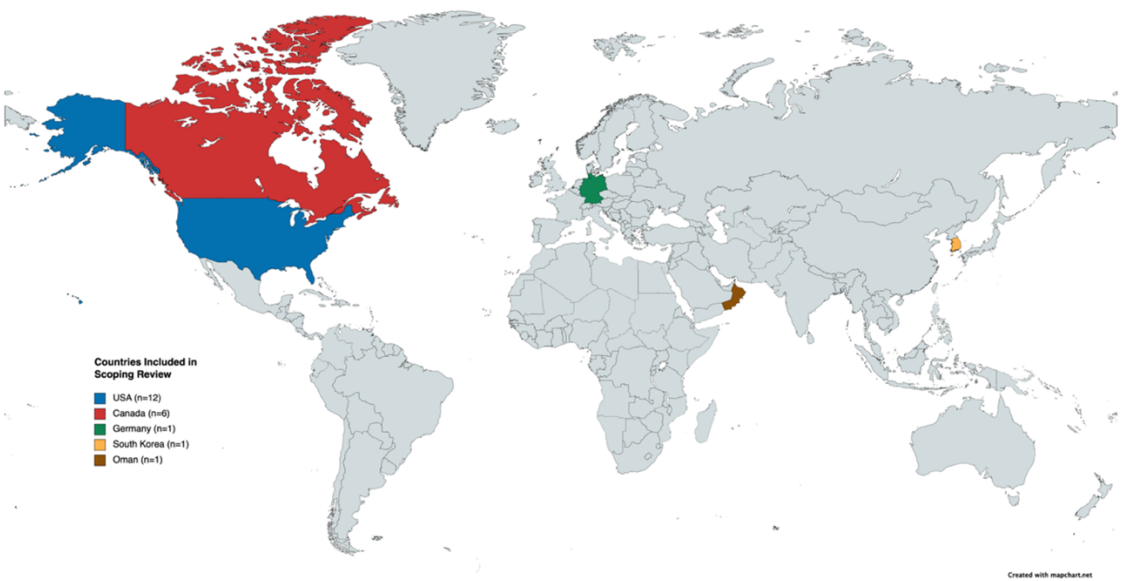 Countries Included in
Scoping Review
USA (n=12)
Canada (n=6)
Germany (n=1)
South Korea (n=1)
Oman (n=1)
Created with mapchart.net